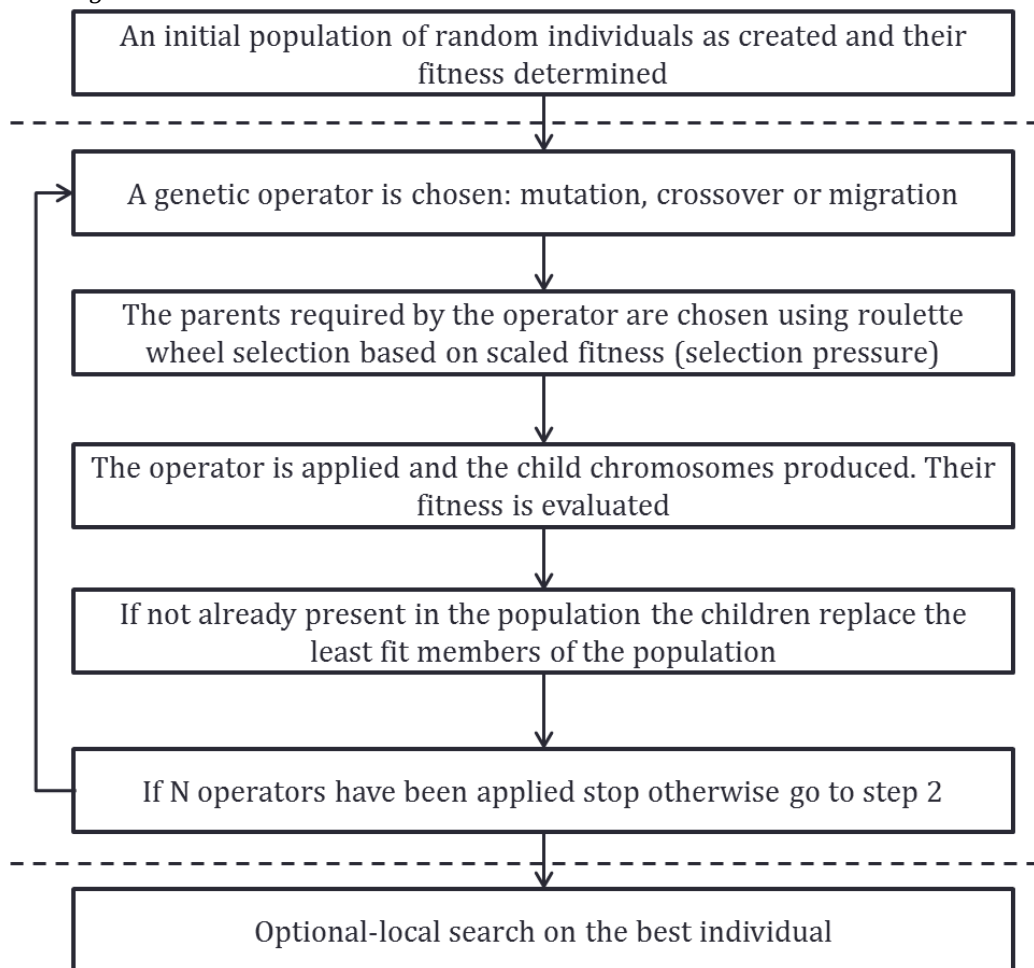 An initial population of random individuals as created and their
fitness determined
A genetic operator is chosen: mutation, crossover or migration
The parents required by the operator are chosen using roulette
wheel selection based on scaled fitness (selection pressure)
The operator is applied and the child chromosomes produced. Their
fitness is evaluated
If not already present in the population the children replace the
least fit members of the population
If N operators have been applied stop otherwise go to step 2
Optional-local search on the best individual